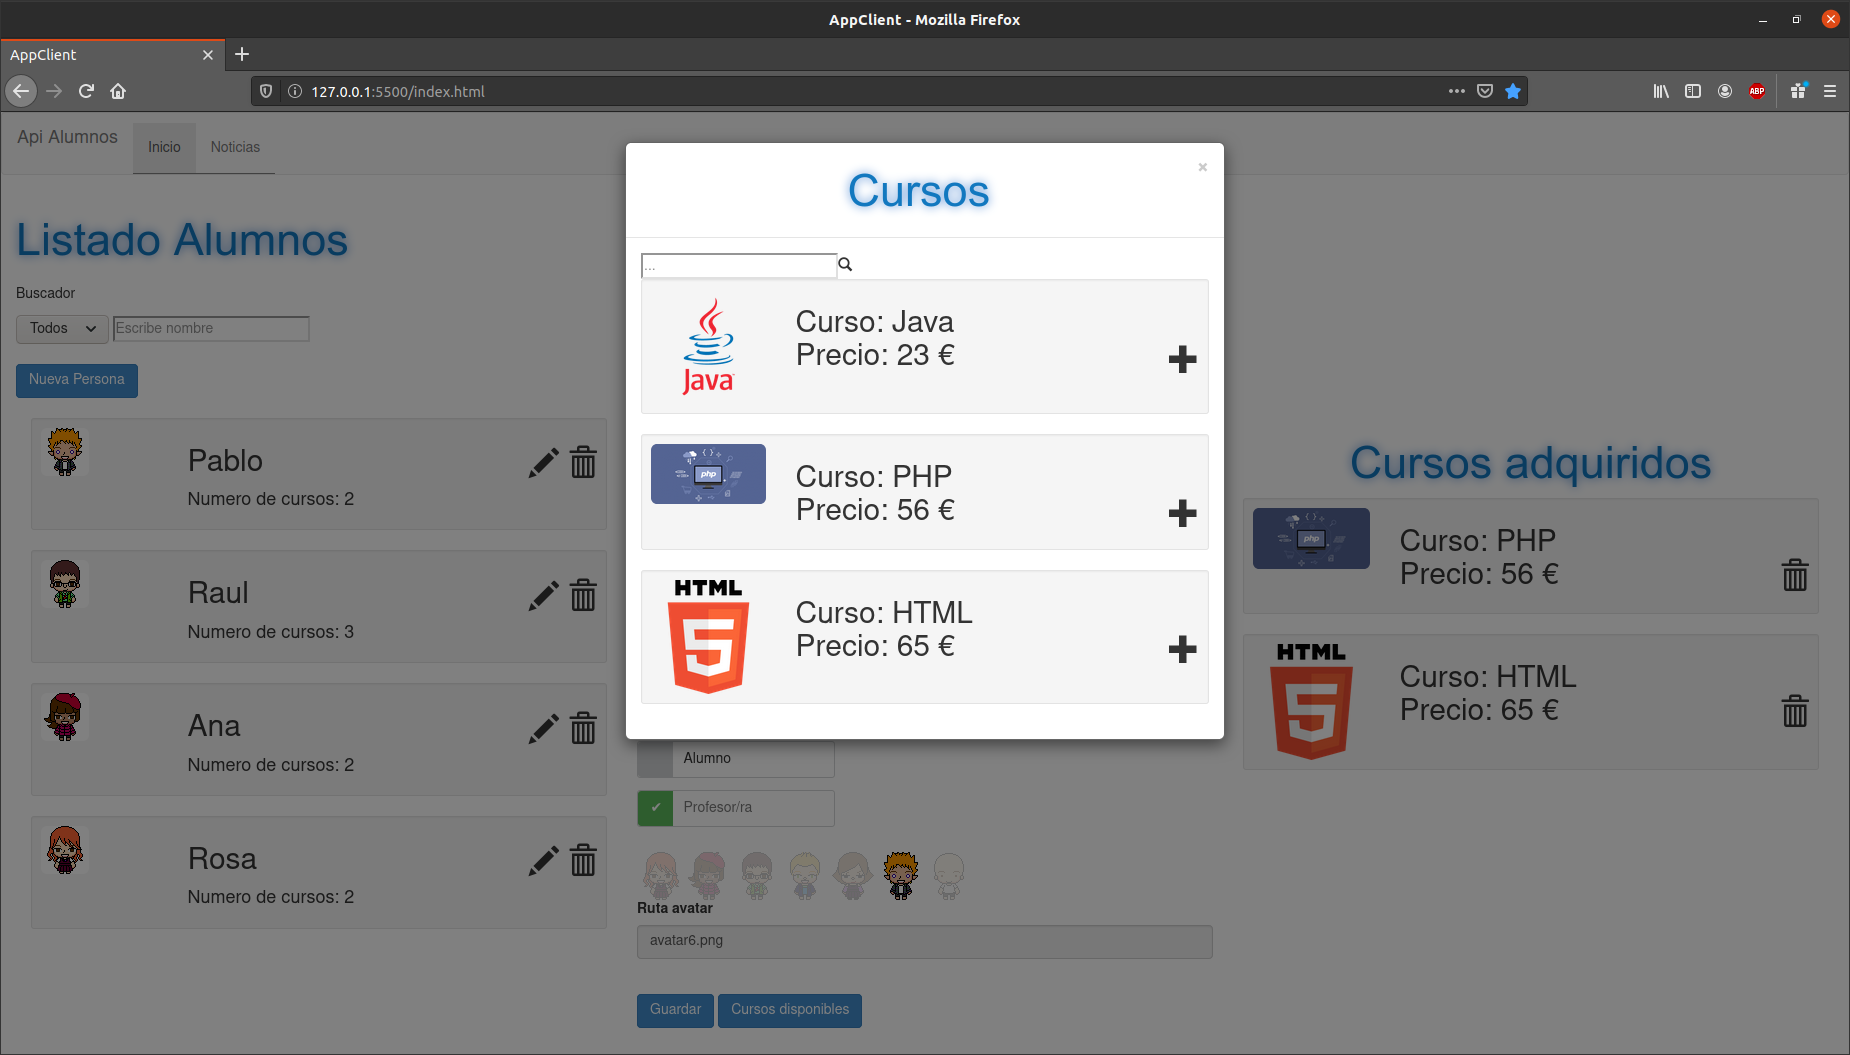 AppClient - Mozilla Firefox
AppClient
127.0.0.1:5500/index.html
ABP
Api Alumnos
Inicio
Noticias
Listado Alumnos
Buscador
Todos
Escribe nombre
Nueva Persona
Pablo
Numero de cursos: 2
Raul
Numero de cursos: 3
Ana
Numero de cursos: 2
Rosa
Numero de cursos: 2
Cursos
×
...
Java
Curso: Java
Precio: 23 €
php
Curso: PHP
Precio: 56 €
HTML
5
Curso: HTML
Precio: 65 €
Alumno
Profesor/ra
Ruta avatar
avatar6.png
Guardar
Cursos disponibles
Cursos adquiridos
php
Curso: PHP
Precio: 56 €
HTML
5
Curso: HTML
Precio: 65 €